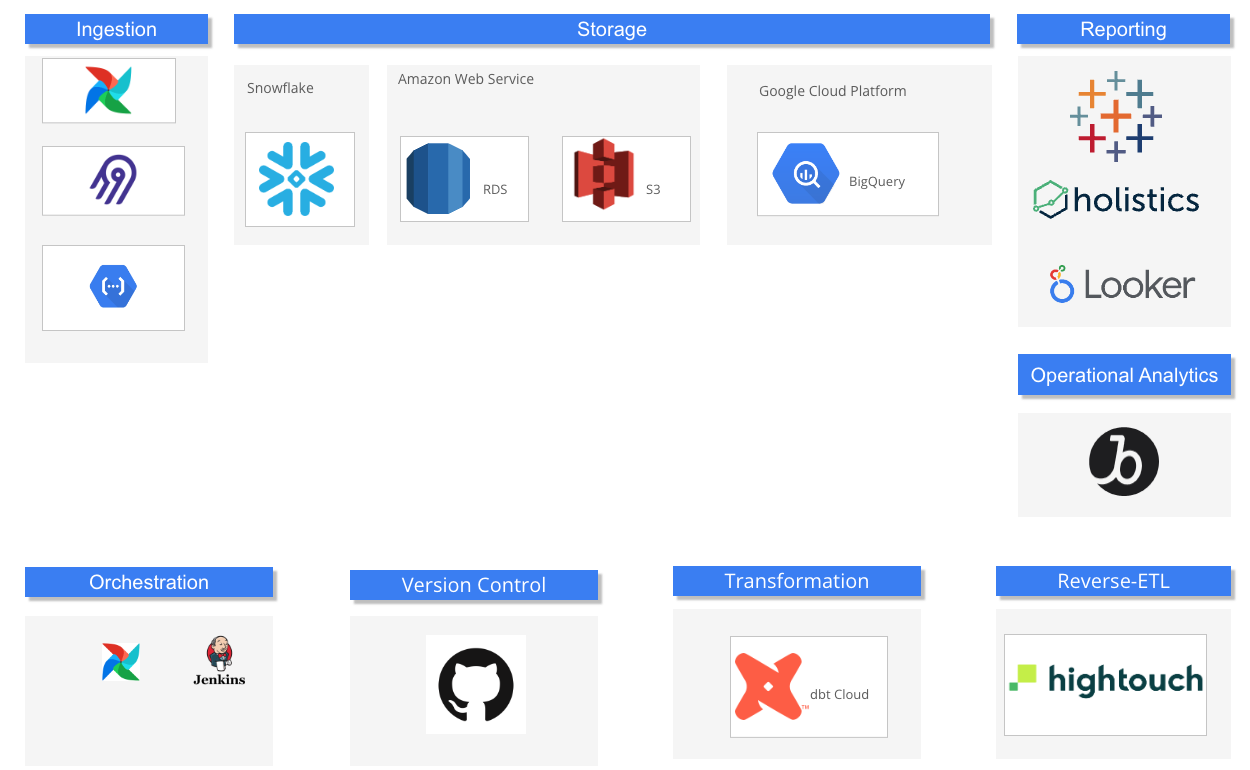 Ingestion
Storage
Reporting
Snowflake
Amazon Web Service
Google Cloud Platform
RDS
S3
BigQuery
holistics
Looker
Operational Analytics
b
Orchestration
Version Control
Transformation
Reverse-ETL
Jenkins
dbt Cloud
TM
hightouch